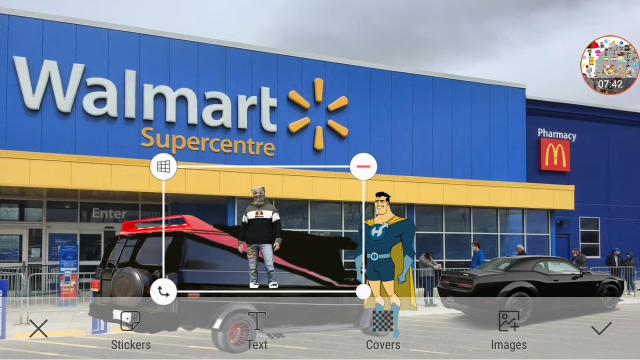 Walmart
Supercentre
Pharmacy
07:42
Enter
Stickers
Text
Covers
Images